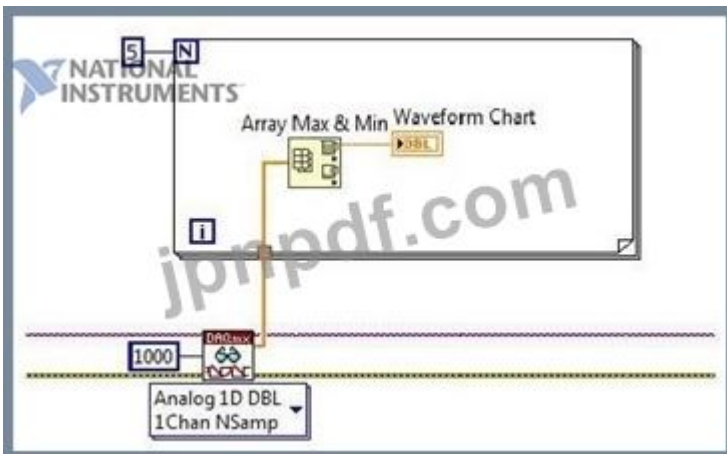 5
N
NATIONAL
INSTRUMENTS
Array Max & Min
Waveform Chart
DBL
i
jpnpdf.com
DAQmx
1000
Analog 1D DBL
1Chan NSamp